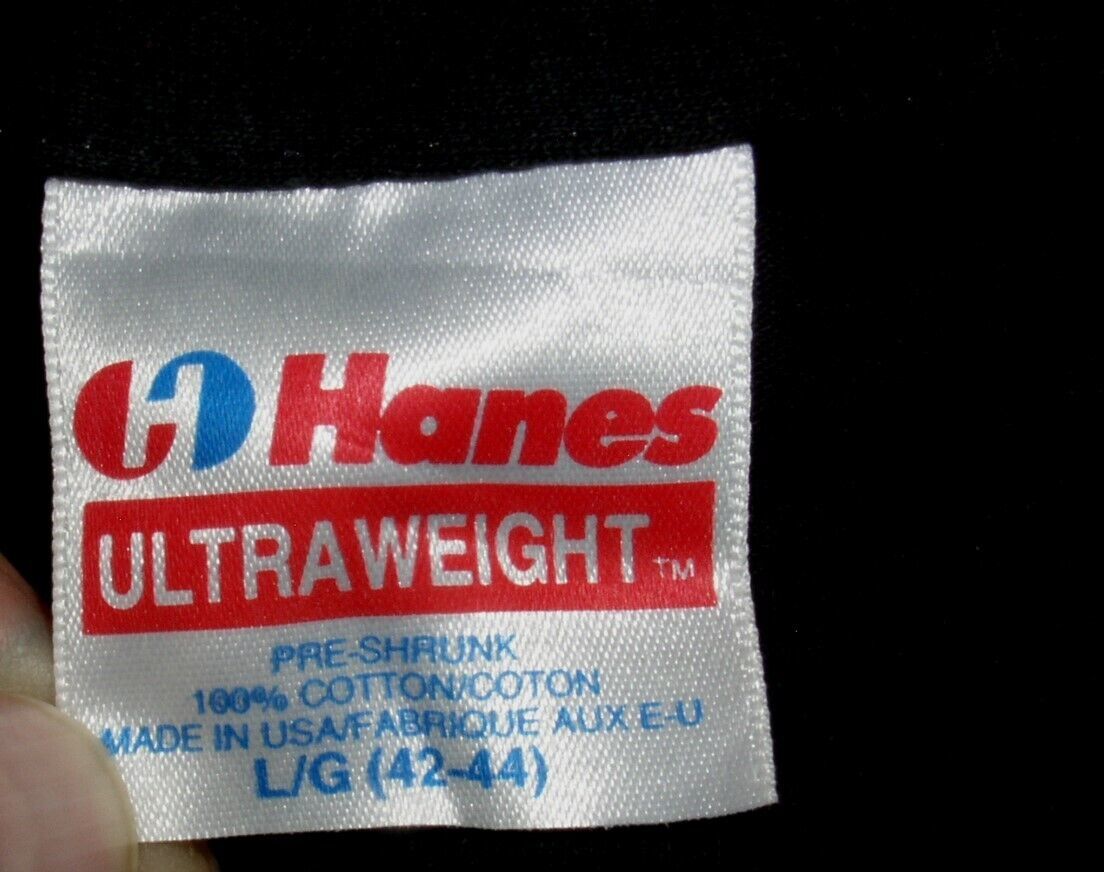 Hanes
ULTRAWEIGHT™
PRE-SHRUNK
100% COTTON/COTON
MADE IN USA/FABRIQUE AUX E-U
L/G (42-44)